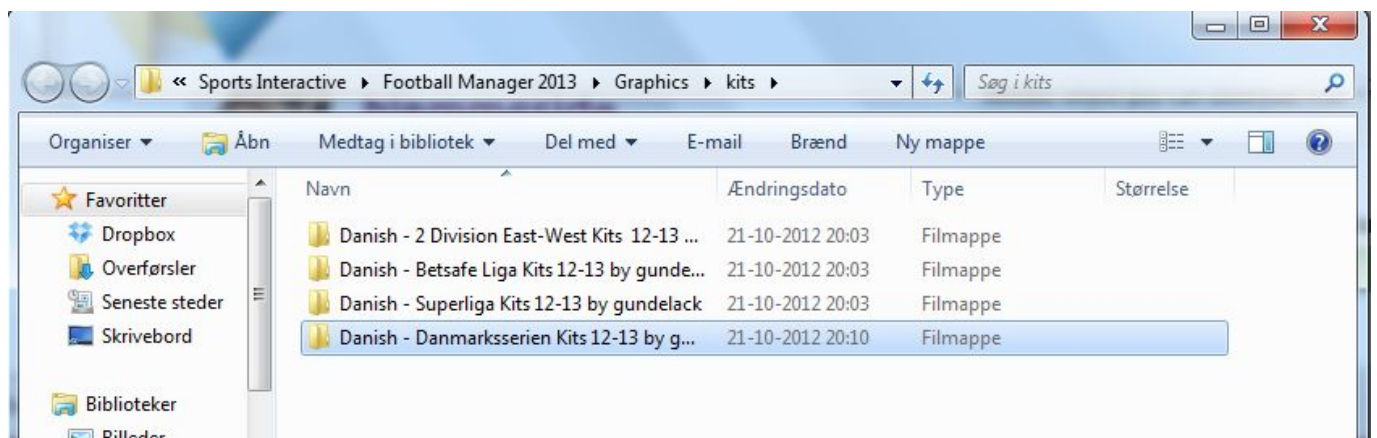 « Sports Interactive ▸ Football Manager 2013 ▸ Graphics ▸ kits ▸ Søg i kits
Organiser ▾ Åbn Medtag i bibliotek ▾ Del med ▾ E-mail Brænd Ny mappe
Favoritter
Dropbox
Overførsler
Seneste steder
Skrivebord
Biblioteker
Billeder
Navn Ændringsdato Type Størrelse
Danish - 2 Division East-West Kits 12-13 ... 21-10-2012 20:03 Filmappe
Danish - Betsafe Liga Kits 12-13 by gunde... 21-10-2012 20:03 Filmappe
Danish - Superliga Kits 12-13 by gundelack 21-10-2012 20:03 Filmappe
Danish - Danmarksserien Kits 12-13 by g... 21-10-2012 20:10 Filmappe